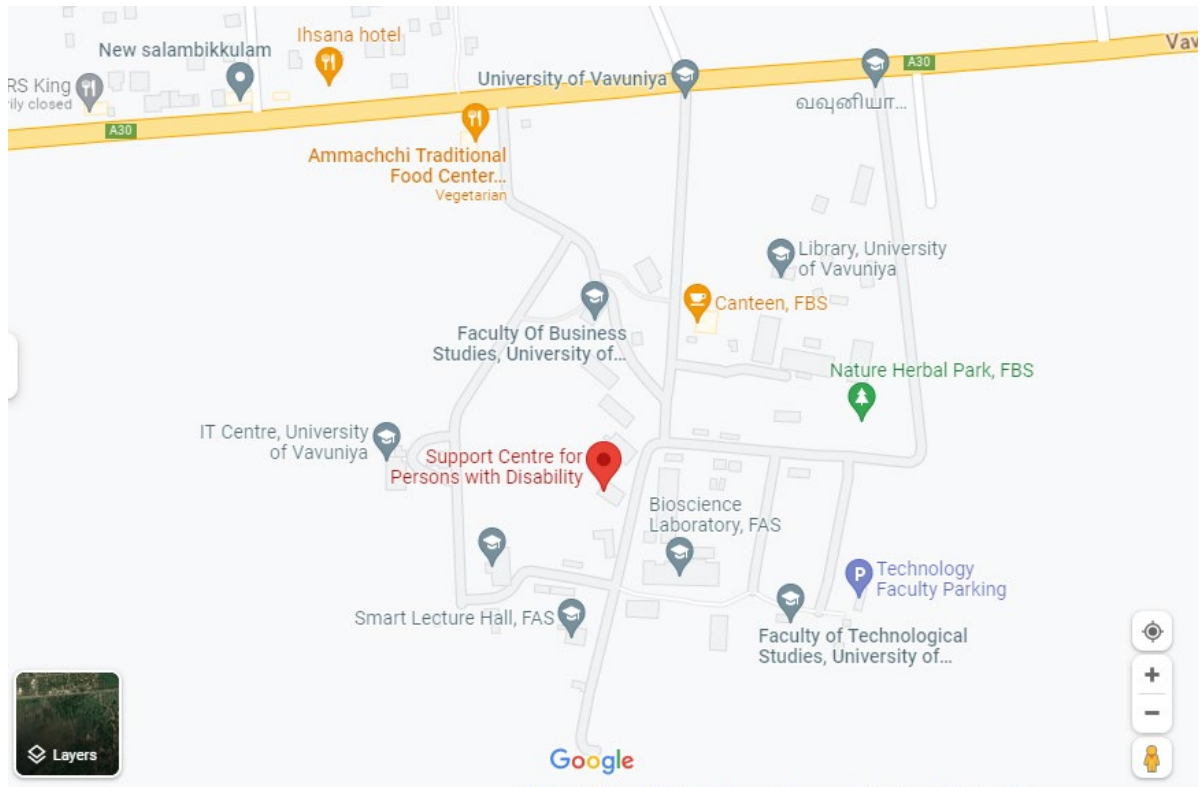 Ihsana hotel
New salambikkulam
RS King
rily closed
A30
University of Vavuniya
A30
Vav
வவுனியா...
Ammachchi Traditional
Food Center...
Vegetarian
Library, University
of Vavuniya
Canteen, FBS
Faculty Of Business
Studies, University of...
Nature Herbal Park, FBS
IT Centre, University
of Vavuniya
Support Centre for
Persons with Disability
Bioscience
Laboratory, FAS
Technology
Faculty Parking
P
Smart Lecture Hall, FAS
Faculty of Technological
Studies, University of...
Layers
Google